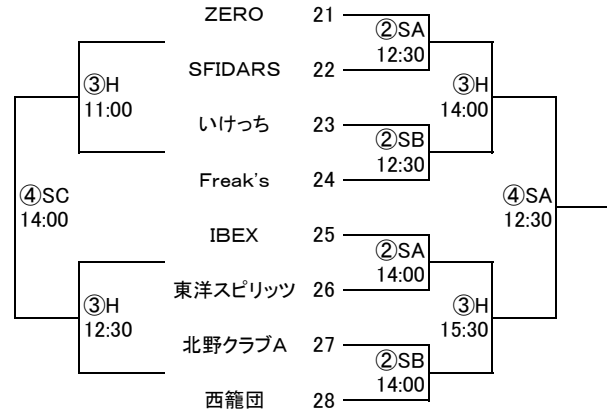 ZERO 21
②SA
12:30
SFIDARS 22
③H
11:00
③H
14:00
いけっち 23
②SB
12:30
Freak's 24
④SC
14:00
④SA
12:30
IBEX 25
②SA
14:00
東洋スピリッツ 26
③H
12:30
③H
15:30
北野クラブA 27
②SB
14:00
西籠団 28